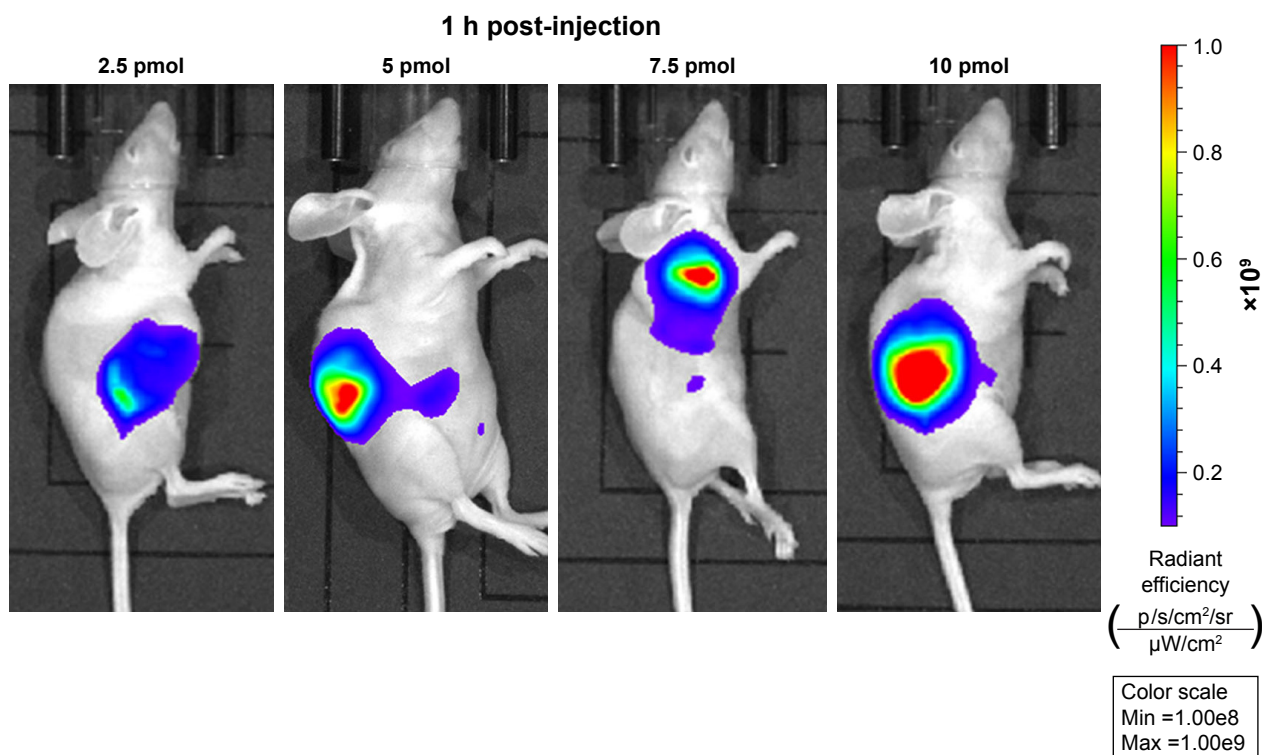 1 h post-injection
2.5 pmol
5 pmol
7.5 pmol
10 pmol
1.0
0.8
0.6
0.4
0.2
×10⁹
Radiant
efficiency
(p/s/cm²/sr
μW/cm²)
Color scale
Min =1.00e8
Max =1.00e9